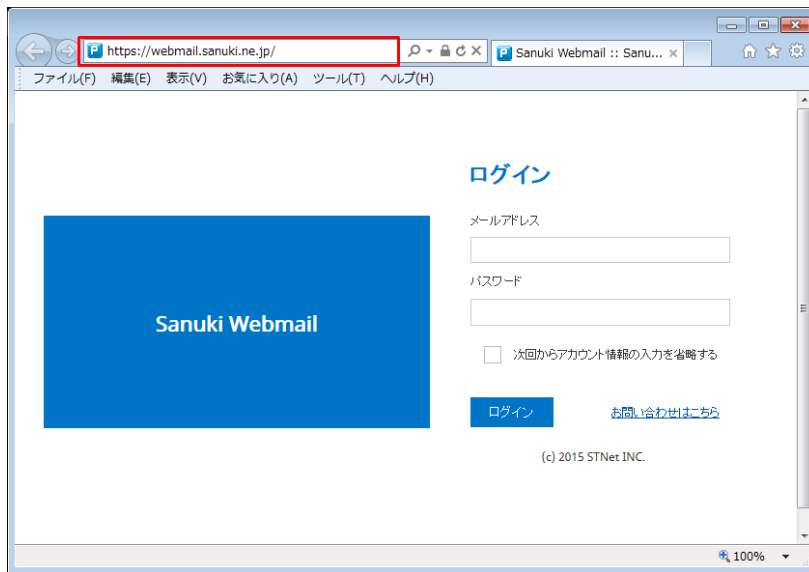 https://webmail.sanuki.ne.jp/
Sanuki Webmail :: Sanu...
ファイル(F) 編集(E) 表示(V) お気に入り(A) ツール(T) ヘルプ(H)
ログイン
メールアドレス
パスワード
Sanuki Webmail
次回からアカウント情報の入力を省略する
ログイン
お問い合わせはこちら
(c) 2015 STNet INC.
100%